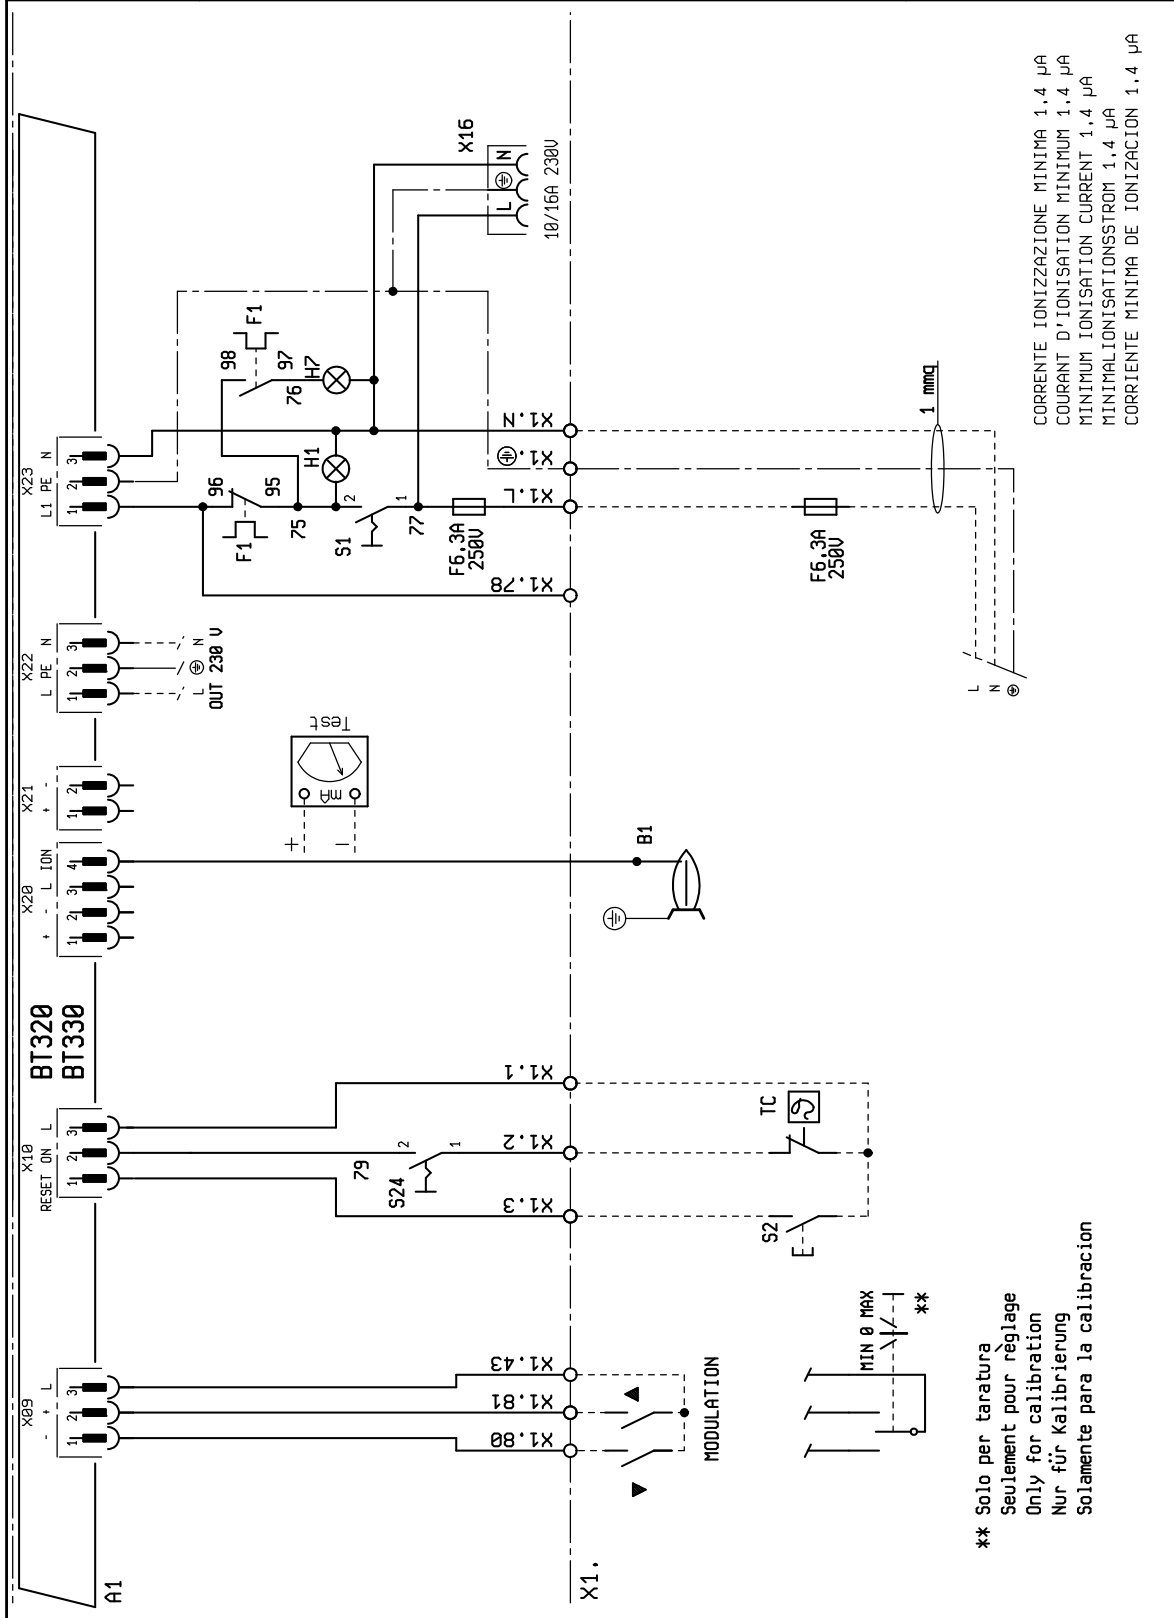 A1
BT320
BT330
X09
- + L
1 2 3
X10
RESET ON L
1 2 3
X20
+ - L ION
1 2 3 4
X21
+ -
1 2
X22
L PE N
1 2 3
L N
OUT 230 V
X23
L1 PE N
1 2 3
F1
96
95
98
F1
97
76
H7
75
H1
S1
2
1
77
F6,3A
250V
X16
L N
10/16A 230V
Test
mA
+
-
79
S24
2
1
X1.
X1.80
X1.81
X1.43
X1.3
X1.2
X1.1
X1.78
X1.L
X1.
X1.N
B1
MODULATION
S2
TC
F6,3A
250V
1 mmq
L
N
MIN 0 MAX
**
** Solo per taratura
Seulement pour règlage
Only for calibration
Nur für Kalibrierung
Solamente para la calibracion
CORRENTE IONIZZAZIONE MINIMA 1,4 µA
COURANT D'IONISATION MINIMUM 1,4 µA
MINIMUM IONISATION CURRENT 1,4 µA
MINIMALIONISATIONSSTROM 1,4 µA
CORRIENTE MINIMA DE IONIZACION 1,4 µA